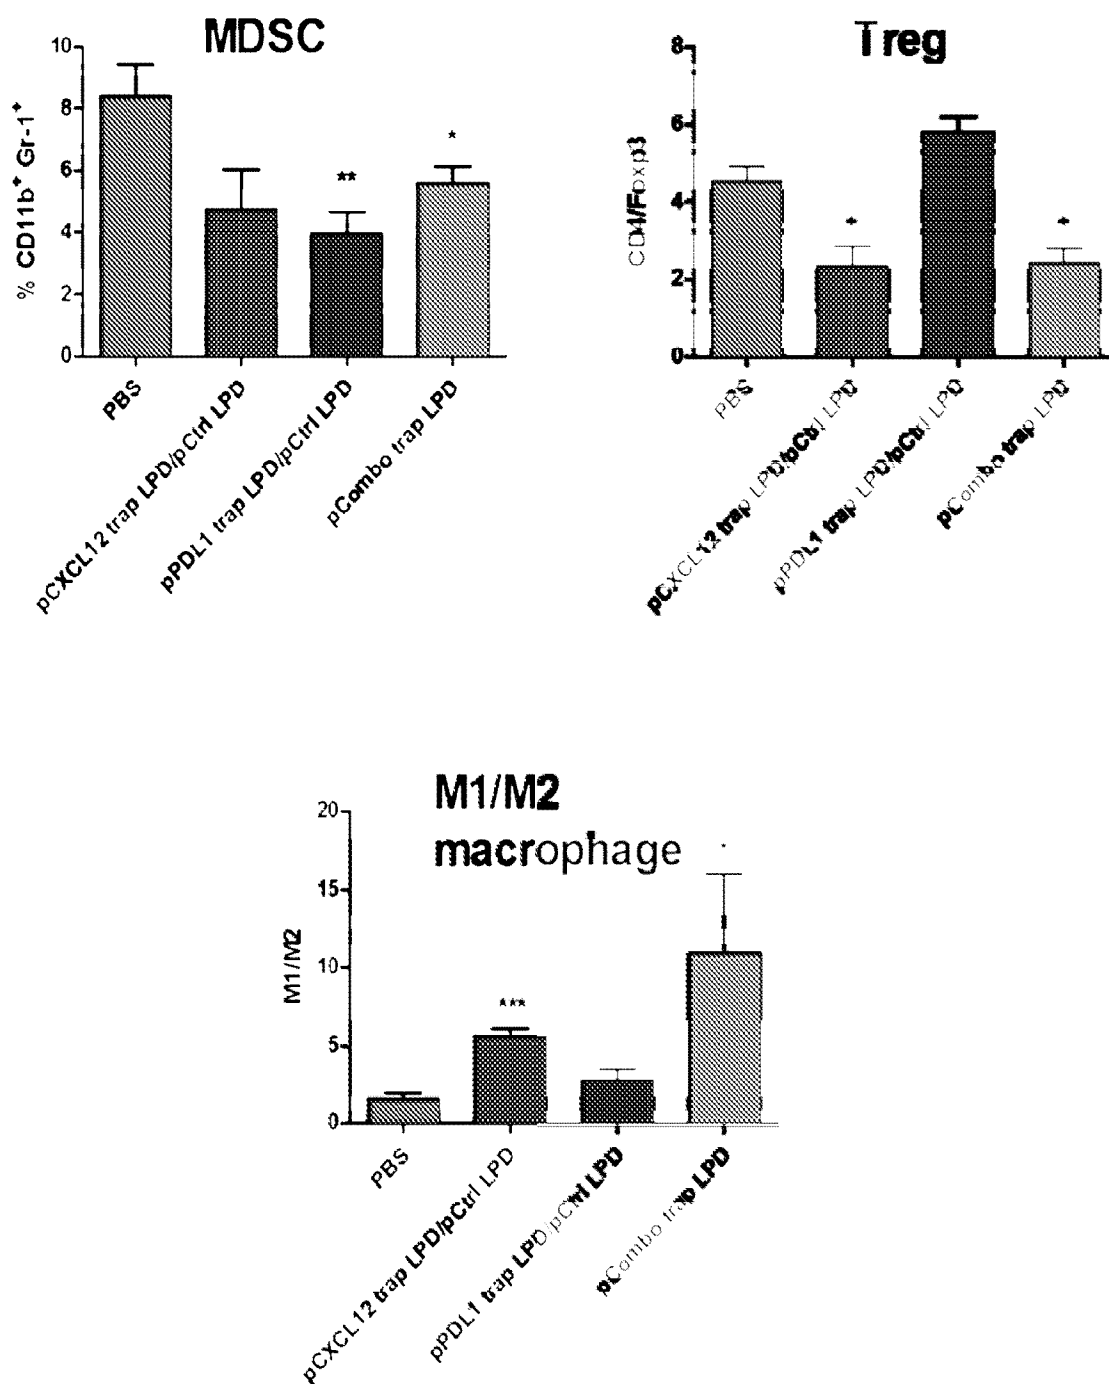 MDSC
% CD11b⁺ Gr-1⁺
10
8
6
4
2
0
**
*
PBS
pCXCL12 trap LPD/pCtrl LPD
pPDL1 trap LPD/pCtrl LPD
pCombo trap LPD
Treg
CD4/Foxp3
8
6
4
2
0
*
*
PBS
pCXCL12 trap LPD/pCtrl LPD
pPDL1 trap LPD/pCtrl LPD
pCombo trap LPD
M1/M2
macrophage
M1/M2
20
15
10
5
0
***
*
PBS
pCXCL12 trap LPD/pCtrl LPD
pPDL1 trap LPD/pCtrl LPD
pCombo trap LPD